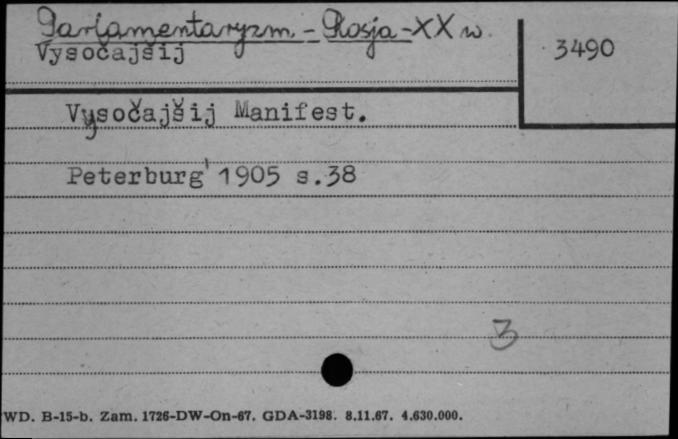 Parlamentaryzm - Rosja - XX w.
Vysočajšij
3490
Vysočajšij Manifest.
Peterburg' 1905 s.38
3
WD. B-15-b. Zam. 1726-DW-On-67. GDA-3198. 8.11.67. 4.630.000.